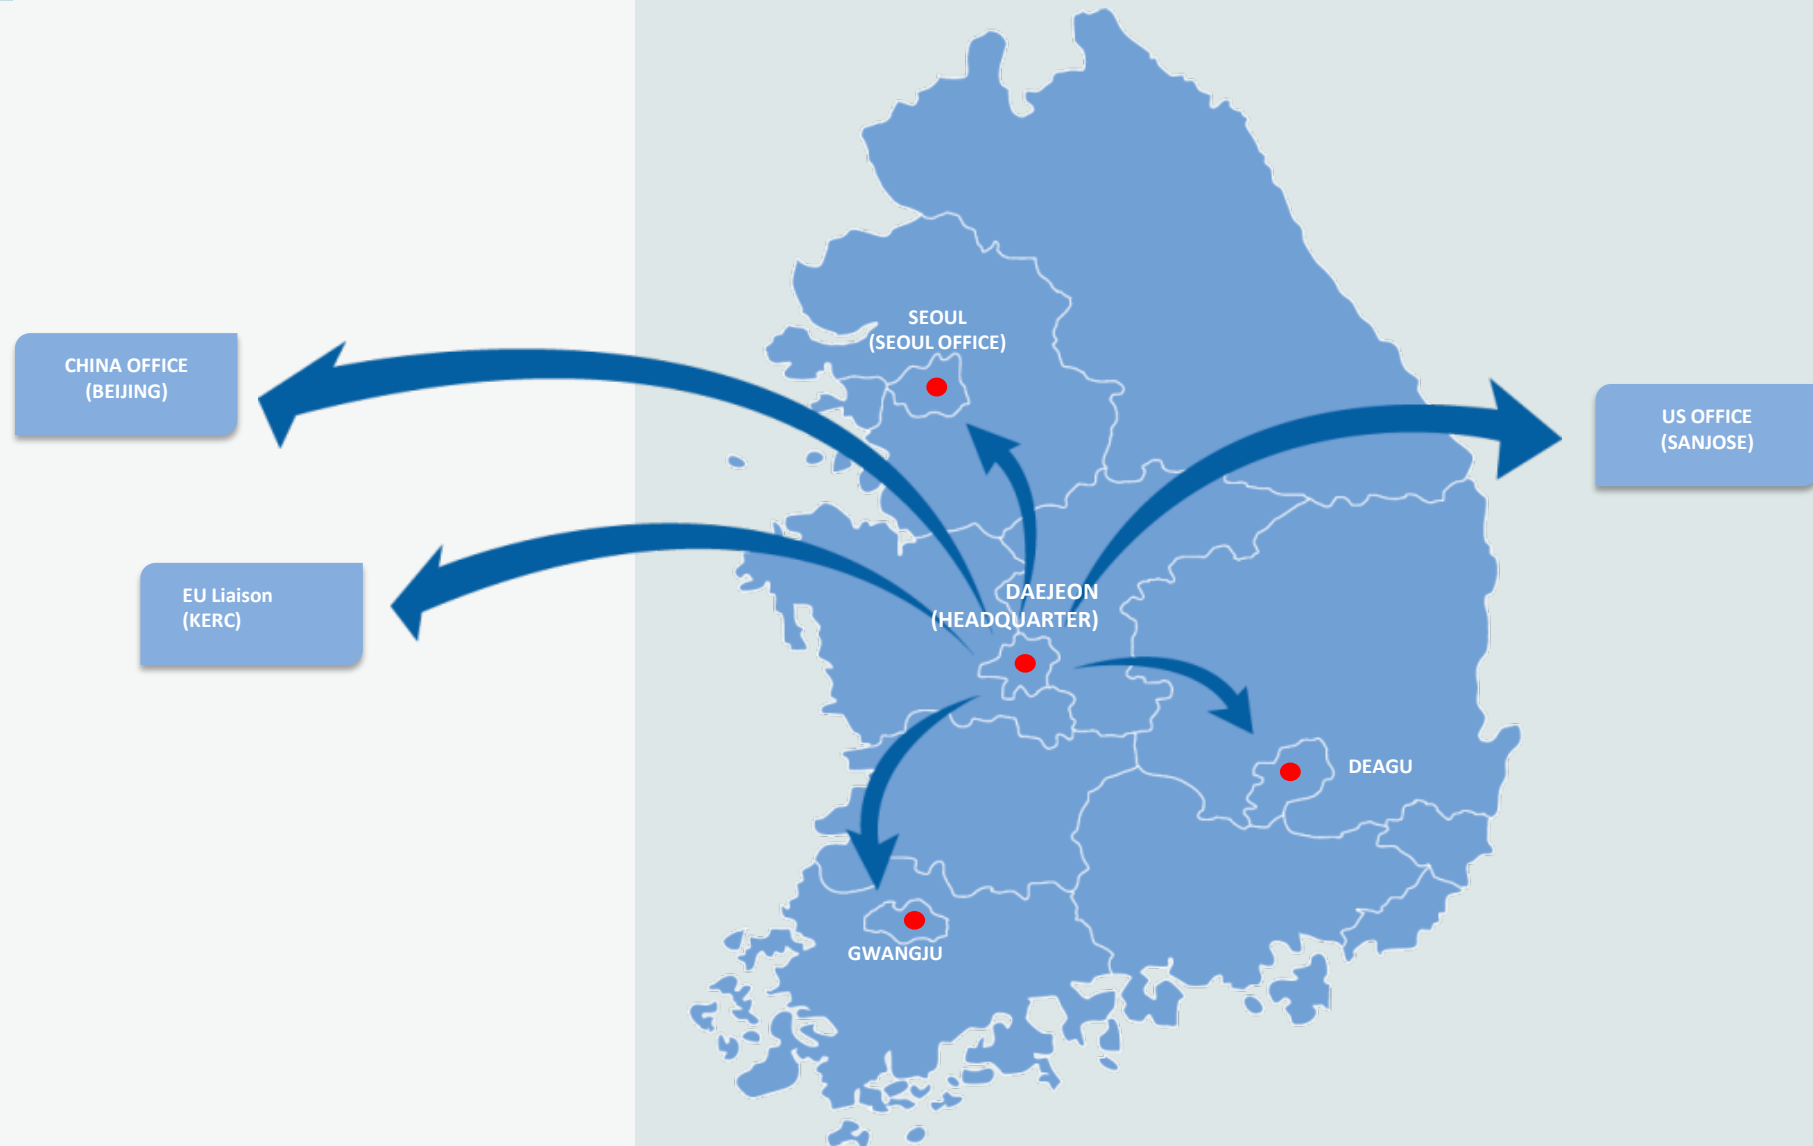 SEOUL
(SEOUL OFFICE)
CHINA OFFICE
(BEIJING)
US OFFICE
(SANJOSE)
EU Liaison
(KERC)
DAEJEON
(HEADQUARTER)
DEAGU
GWANGJU